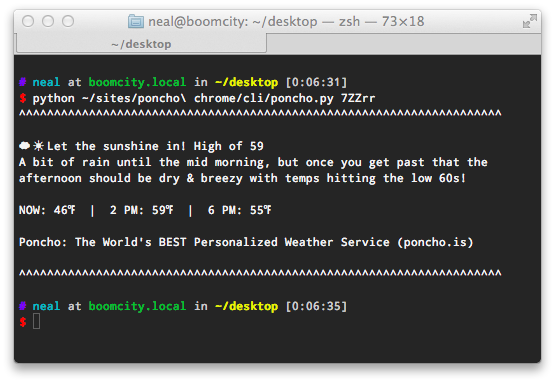 neal@boomcity: ~/desktop — zsh — 73×18
~/desktop
# neal at boomcity.local in ~/desktop [0:06:31]
$ python ~/sites/poncho\ chrome/cli/poncho.py 7ZZrr
^^^^^^^^^^^^^^^^^^^^^^^^^^^^^^^^^^^^^^^^^^^^^^^^^^^^^^^^^^^^^^^^^^^^^
☁☀Let the sunshine in! High of 59
A bit of rain until the mid morning, but once you get past that the
afternoon should be dry & breezy with temps hitting the low 60s!
NOW: 46℉ | 2 PM: 59℉ | 6 PM: 55℉
Poncho: The World's BEST Personalized Weather Service (poncho.is)
^^^^^^^^^^^^^^^^^^^^^^^^^^^^^^^^^^^^^^^^^^^^^^^^^^^^^^^^^^^^^^^^^^^^^
# neal at boomcity.local in ~/desktop [0:06:35]
$